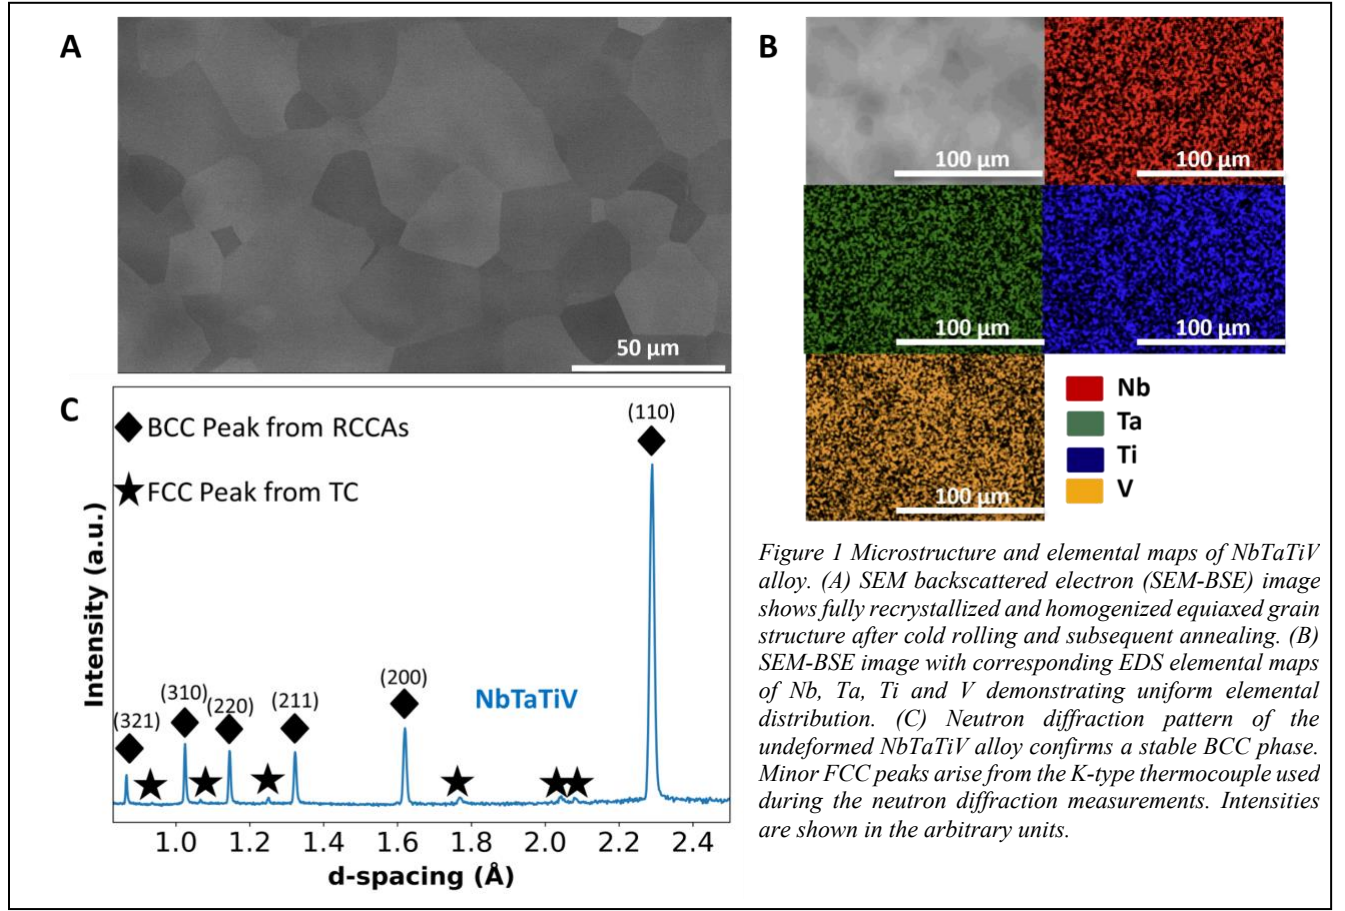 A
50 µm
B
100 µm
100 µm
100 µm
100 µm
100 µm
Nb
Ta
Ti
V
C
BCC Peak from RCCAs
FCC Peak from TC
(110)
(200)
(211)
(220)
(310)
(321)
NbTaTiV
Intensity (a.u.)
1.0 1.2 1.4 1.6 1.8 2.0 2.2 2.4
d-spacing (Å)
Figure 1 Microstructure and elemental maps of NbTaTiV
alloy. (A) SEM backscattered electron (SEM-BSE) image
shows fully recrystallized and homogenized equiaxed grain
structure after cold rolling and subsequent annealing. (B)
SEM-BSE image with corresponding EDS elemental maps
of Nb, Ta, Ti and V demonstrating uniform elemental
distribution. (C) Neutron diffraction pattern of the
undeformed NbTaTiV alloy confirms a stable BCC phase.
Minor FCC peaks arise from the K-type thermocouple used
during the neutron diffraction measurements. Intensities
are shown in the arbitrary units.